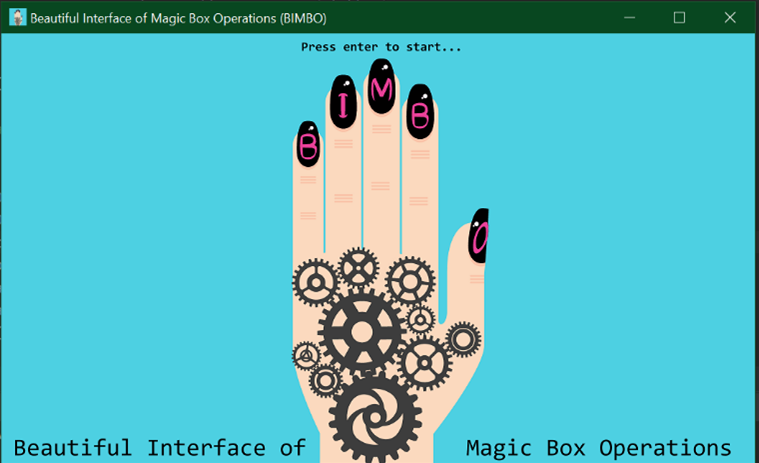 Beautiful Interface of Magic Box Operations (BIMBO)
Press enter to start...
B I M B O
Beautiful Interface of Magic Box Operations